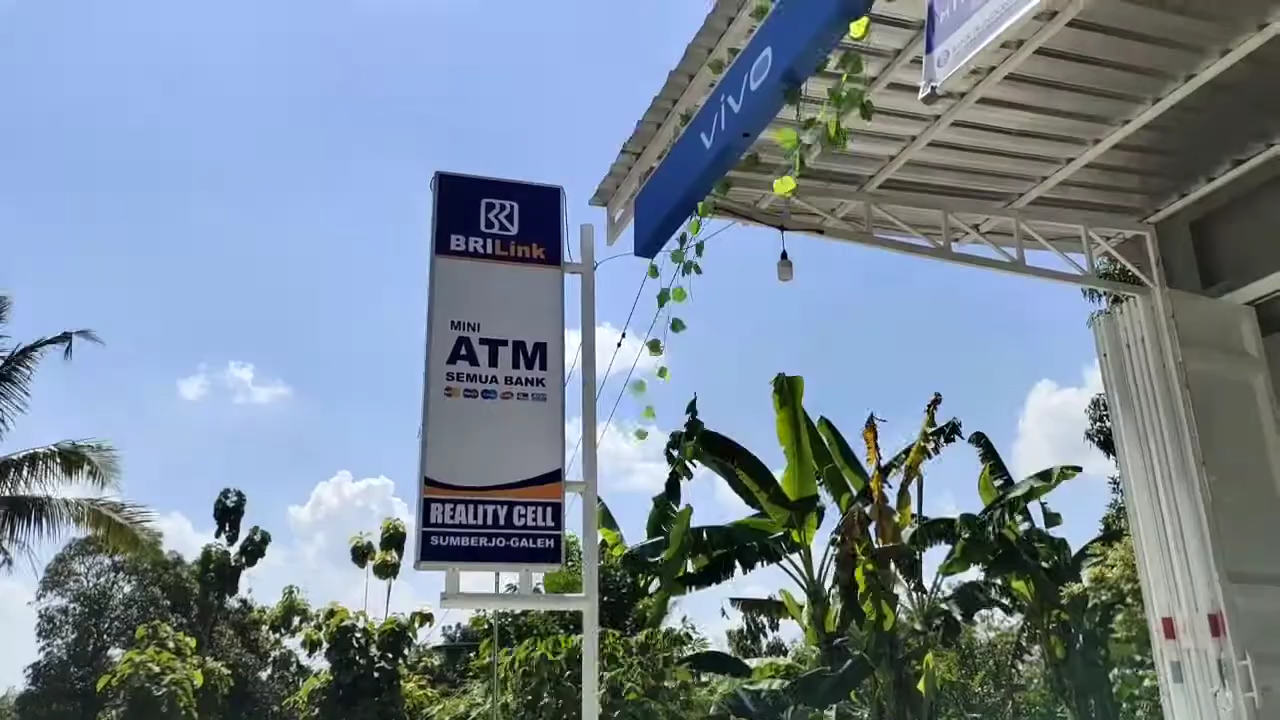 BRILink
MINI
ATM
SEMUA BANK
REALITY CELL
SUMBERJO-GALEH
vivo